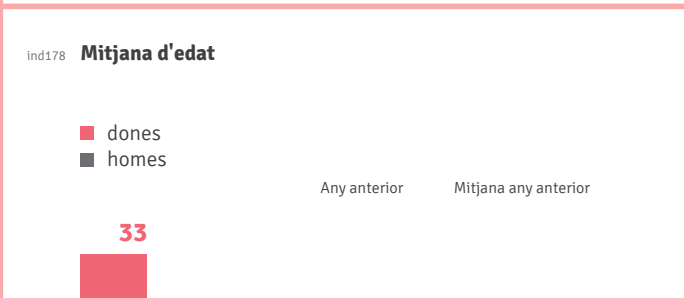 ind178 Mitjana d'edat
dones
homes
Any anterior Mitjana any anterior
33